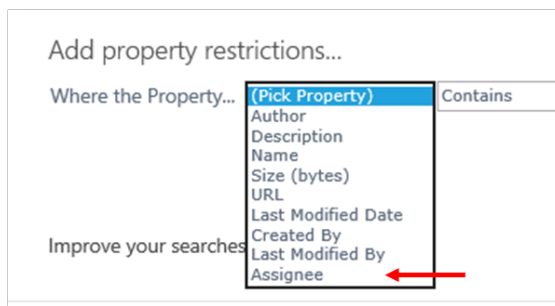 Add property restrictions...
Where the Property... (Pick Property) Contains
Author
Description
Name
Size (bytes)
URL
Last Modified Date
Created By
Improve your searches Last Modified By
Assignee